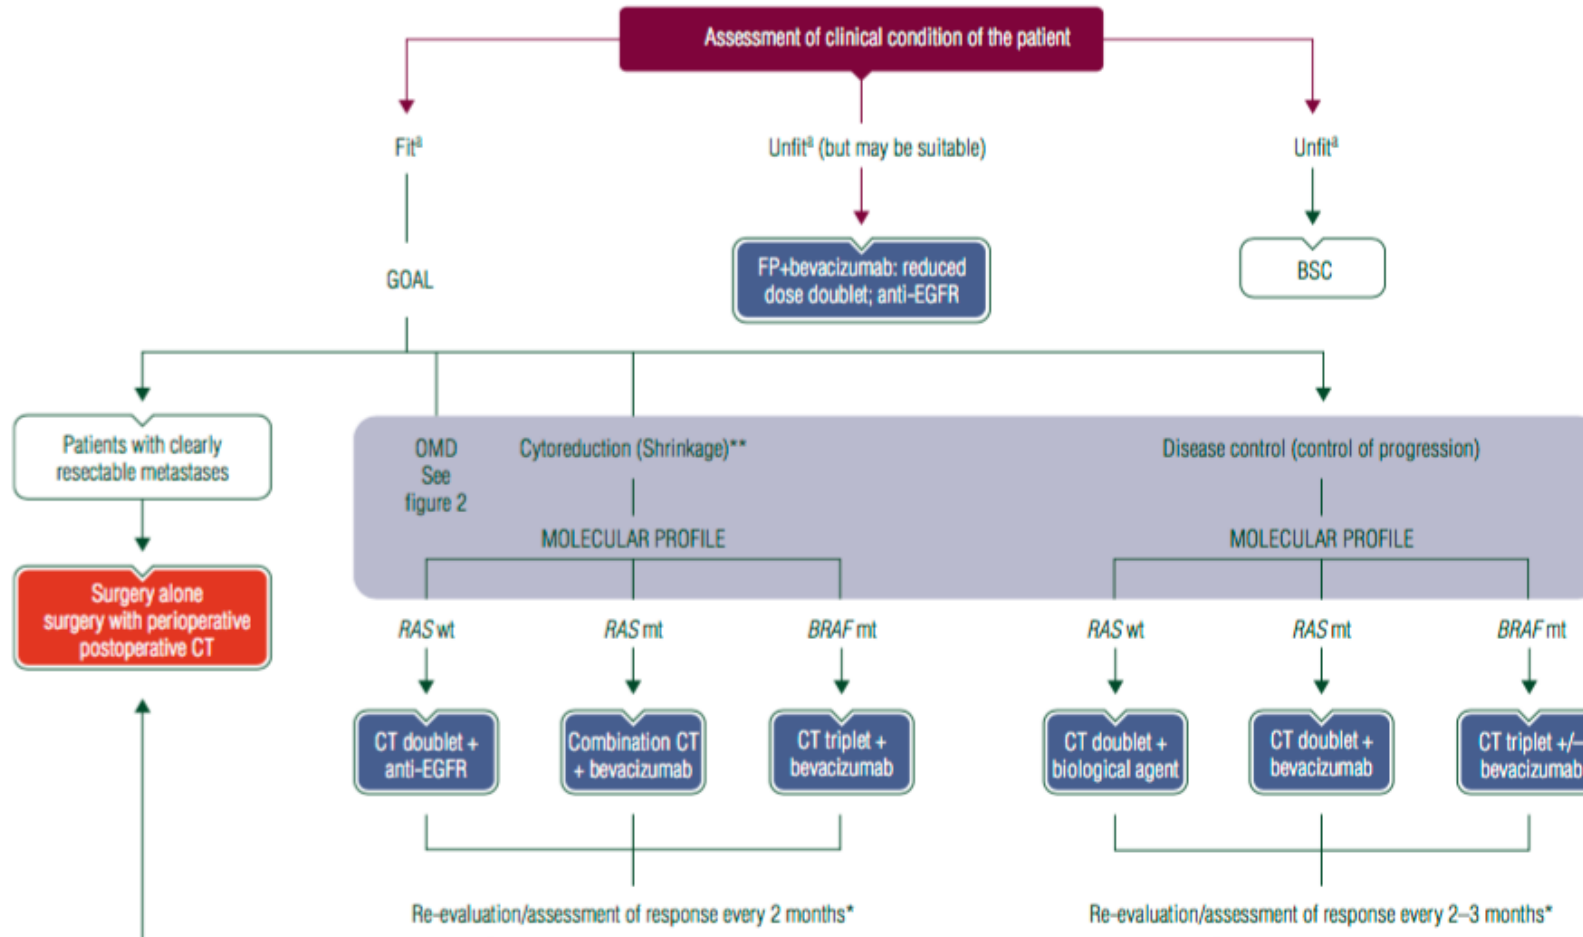 Assessment of clinical condition of the patient
Fitª
Unfitª (but may be suitable)
Unfitª
GOAL
FP+bevacizumab: reduced
dose doublet; anti-EGFR
BSC
Patients with clearly
resectable metastases
OMD
See
figure 2
Cytoreduction (Shrinkage)**
Disease control (control of progression)
MOLECULAR PROFILE
MOLECULAR PROFILE
Surgery alone
surgery with perioperative
postoperative CT
RAS wt
RAS mt
BRAF mt
RAS wt
RAS mt
BRAF mt
CT doublet +
anti-EGFR
Combination CT
+ bevacizumab
CT triplet +
bevacizumab
CT doublet +
biological agent
CT doublet +
bevacizumab
CT triplet +/–
bevacizumab
Re-evaluation/assessment of response every 2 months*
Re-evaluation/assessment of response every 2–3 months*